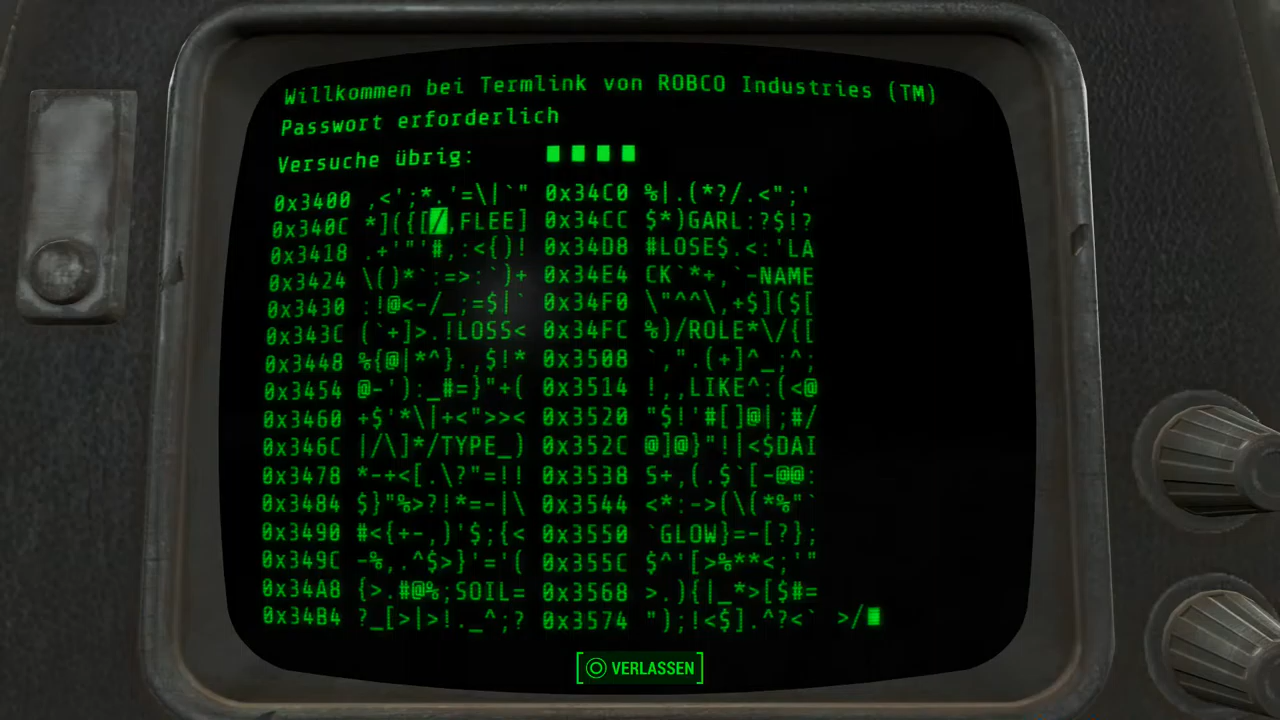 Willkommen bei Termlink von ROBCO Industries (TM)
Passwort erforderlich
Versuche übrig: ■ ■ ■ ■
0x3400 ,<';*.'=\|`" 0x34C0 %|.(*?/.<";'
0x340C *]({[/,FLEE] 0x34CC $*)GARL:?$!?
0x3418 .+'"'#,:<{)! 0x34D8 #LOSE$.<:'LA
0x3424 \()*`:=>:`)+ 0x34E4 CK`*+,`-NAME
0x3430 :!@<-/_;=$|` 0x34F0 \"^^\,+$]($[
0x343C (`+]>.!LOSS< 0x34FC %)/ROLE*\/{[
0x3448 %{@|*^}.,$!* 0x3508 `,".(+]^_;^;
0x3454 @-'):_#=}"+( 0x3514 !,,LIKE^:(<@
0x3460 +$'*\|+<">>< 0x3520 "$!'#[]@|;#/
0x346C |/\]*/TYPE_) 0x352C @]@}"!|<$DAI
0x3478 *-+<[.\?"=!! 0x3538 S+,(.$`[-@@:
0x3484 $}"%>?!*=-|\ 0x3544 <*:->(\(*%"`
0x3490 #<{+-,)'$;{< 0x3550 `GLOW}=-[?};
0x349C -%,.^$>}'='( 0x355C $^'[>%**<;'"
0x34A8 {>.#@%;SOIL= 0x3568 >.){|_*>[$#=
0x34B4 ?_[>|>!._^;? 0x3574 ");!<$].^?<` >/■
VERLASSEN